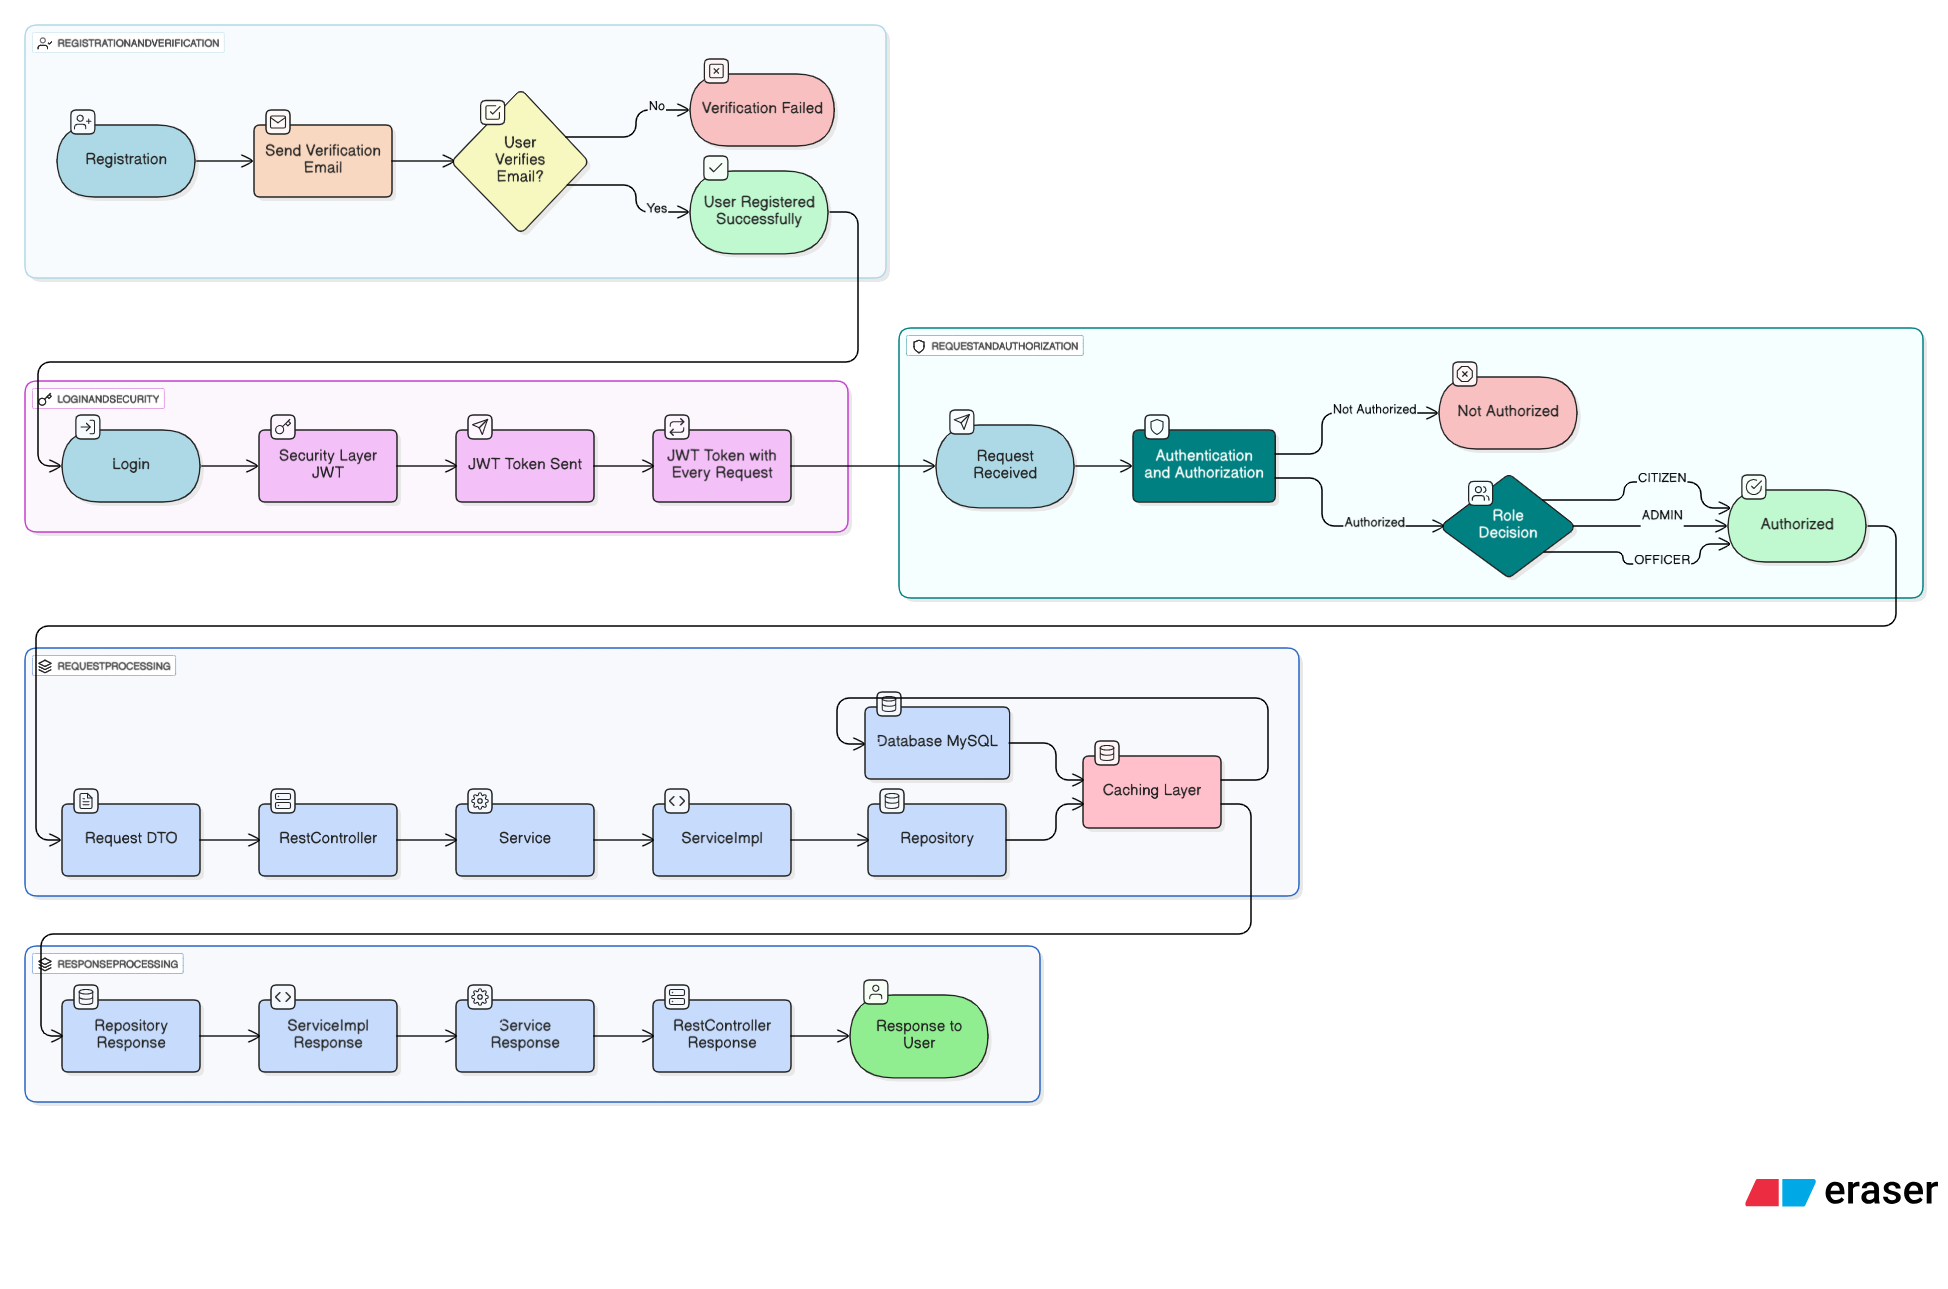 REGISTRATIONANDVERIFICATION
Registration
Send Verification
Email
User
Verifies
Email?
No
Verification Failed
Yes
User Registered
Successfully
LOGINANDSECURITY
Login
Security Layer
JWT
JWT Token Sent
JWT Token with
Every Request
REQUESTANDAUTHORIZATION
Request
Received
Authentication
and Authorization
Not Authorized
Not Authorized
Authorized
Role
Decision
CITIZEN
ADMIN
OFFICER
Authorized
REQUESTPROCESSING
Database MySQL
Caching Layer
Request DTO
RestController
Service
ServiceImpl
Repository
RESPONSEPROCESSING
Repository
Response
ServiceImpl
Response
Service
Response
RestController
Response
Response to
User
eraser